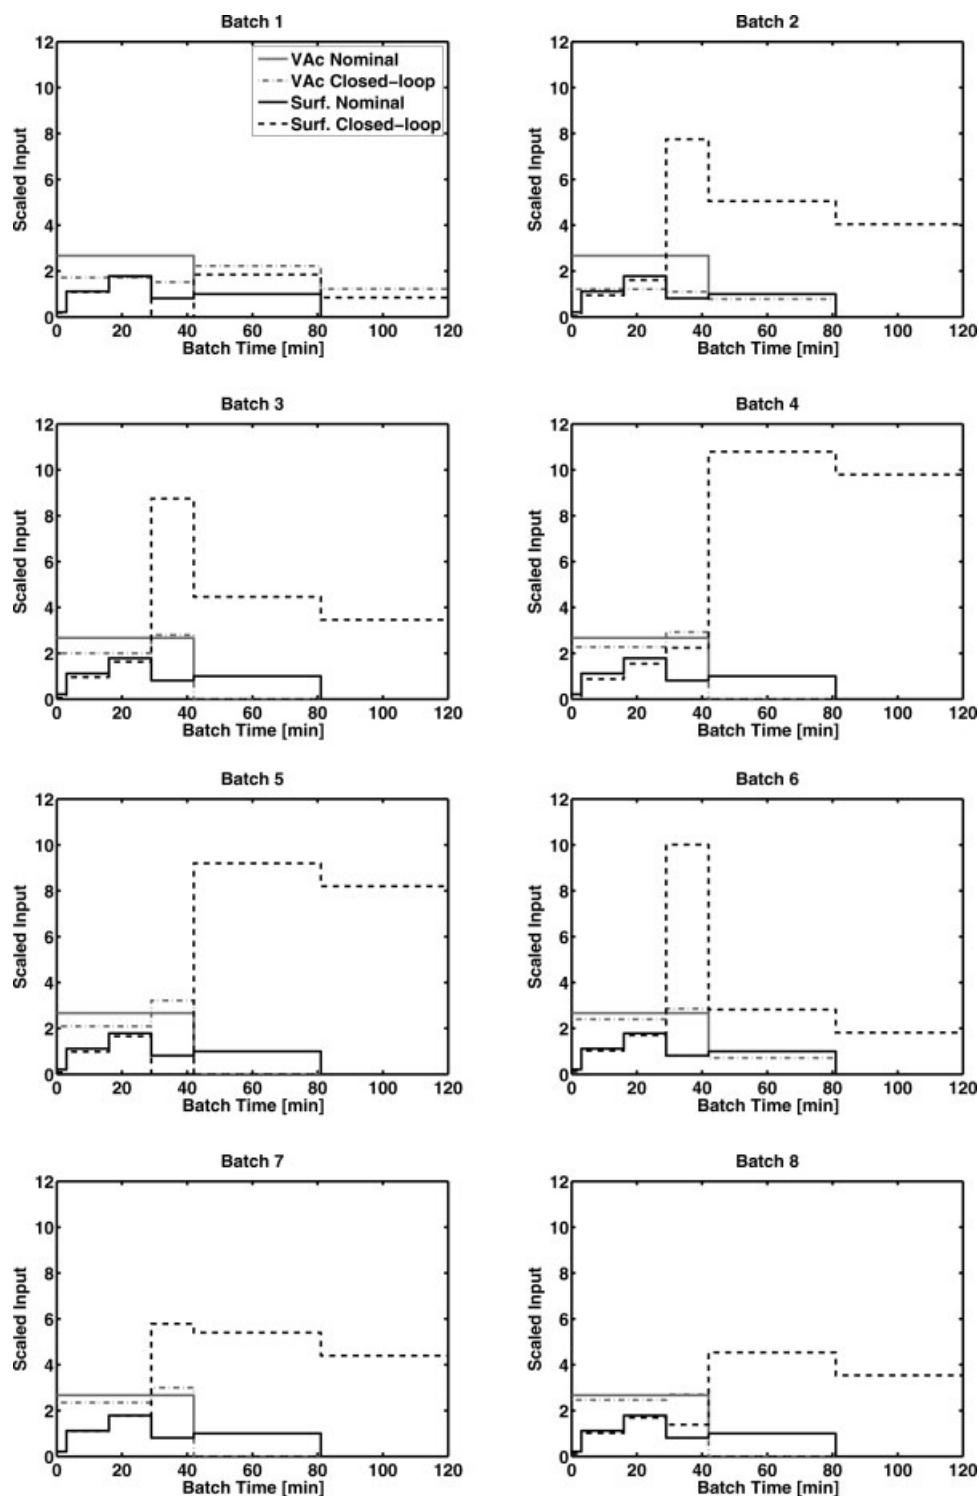 Batch 1
Batch 2
12
10
8
6
4
2
0
Scaled Input
VAc Nominal
VAc Closed-loop
Surf. Nominal
Surf. Closed-loop
0 20 40 60 80 100 120
Batch Time [min]
12
10
8
6
4
2
0
Scaled Input
0 20 40 60 80 100 120
Batch Time [min]
Batch 3
Batch 4
12
10
8
6
4
2
0
Scaled Input
0 20 40 60 80 100 120
Batch Time [min]
12
10
8
6
4
2
0
Scaled Input
0 20 40 60 80 100 120
Batch Time [min]
Batch 5
Batch 6
12
10
8
6
4
2
0
Scaled Input
0 20 40 60 80 100 120
Batch Time [min]
12
10
8
6
4
2
0
Scaled Input
0 20 40 60 80 100 120
Batch Time [min]
Batch 7
Batch 8
12
10
8
6
4
2
0
Scaled Input
0 20 40 60 80 100 120
Batch Time [min]
12
10
8
6
4
2
0
Scaled Input
0 20 40 60 80 100 120
Batch Time [min]